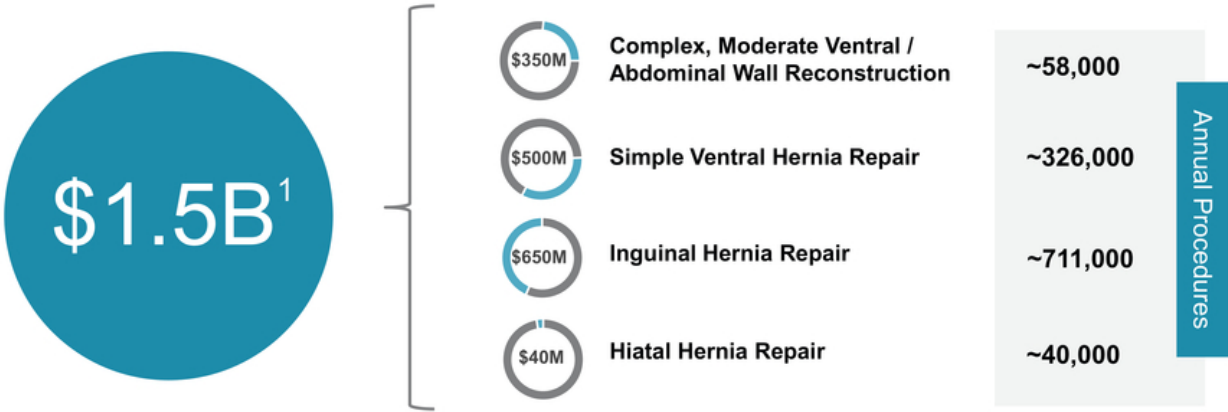 $1.5B¹
$350M
Complex, Moderate Ventral /
Abdominal Wall Reconstruction
~58,000
$500M
Simple Ventral Hernia Repair
~326,000
$650M
Inguinal Hernia Repair
~711,000
$40M
Hiatal Hernia Repair
~40,000
Annual Procedures